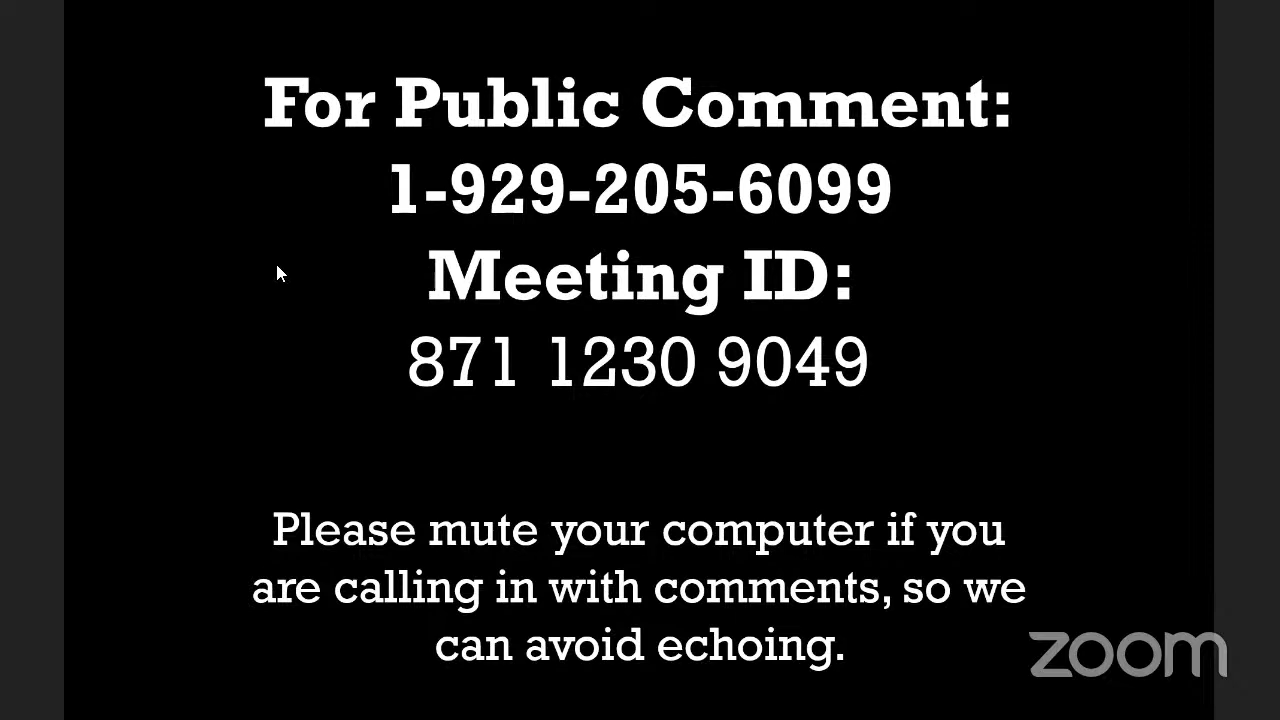 For Public Comment:
1-929-205-6099
Meeting ID:
871 1230 9049
Please mute your computer if you
are calling in with comments, so we
can avoid echoing.
zoom